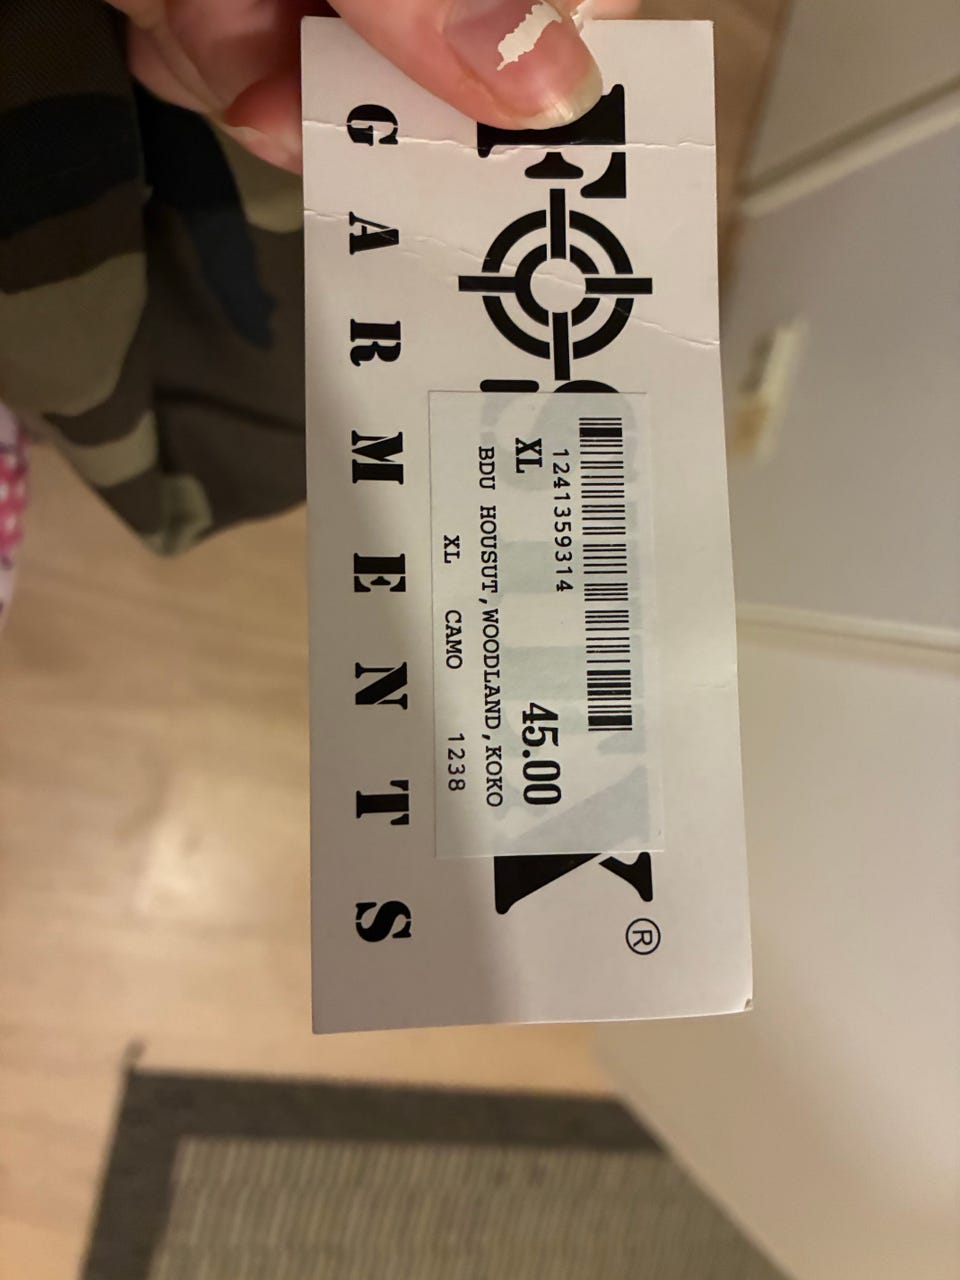 ®
1241359314
XL 45.00
BDU HOUSUT,WOODLAND,KOKO
XL CAMO 1238
GARMENTS